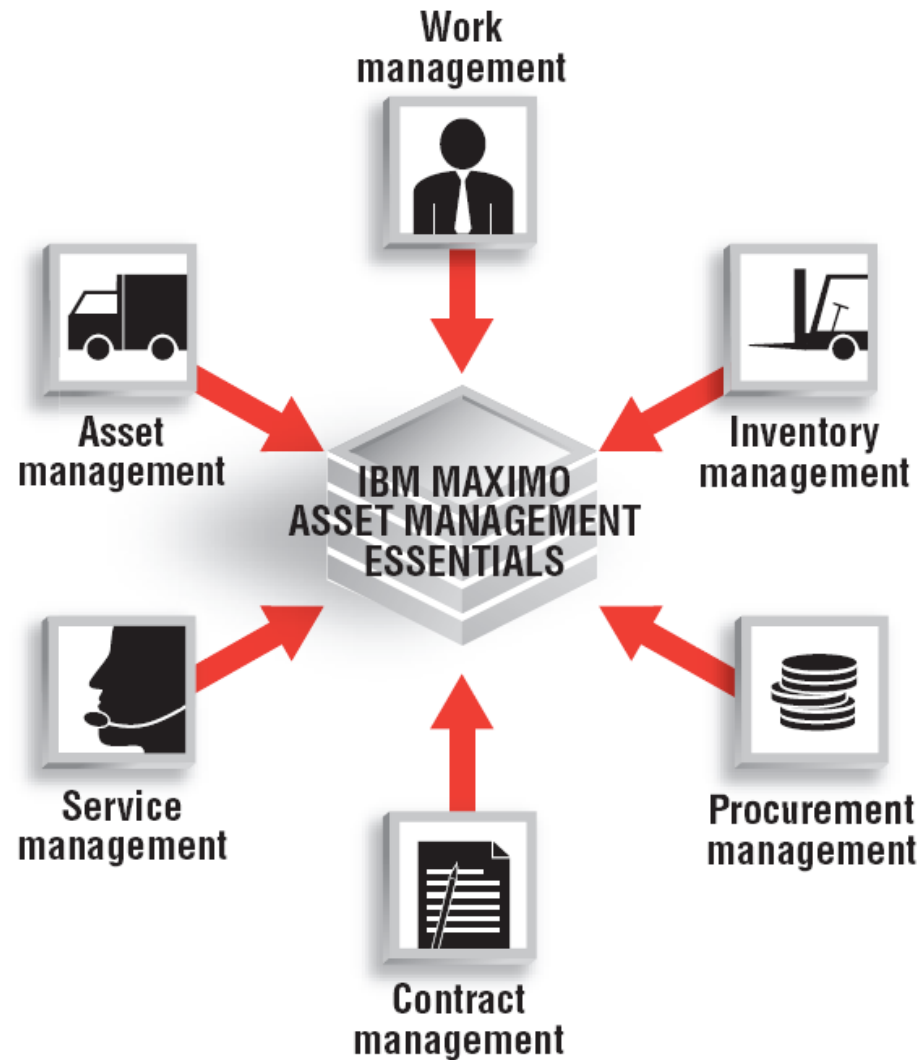 Work
management
Asset
management
Inventory
management
IBM MAXIMO
ASSET MANAGEMENT
ESSENTIALS
Service
management
Procurement
management
Contract
management